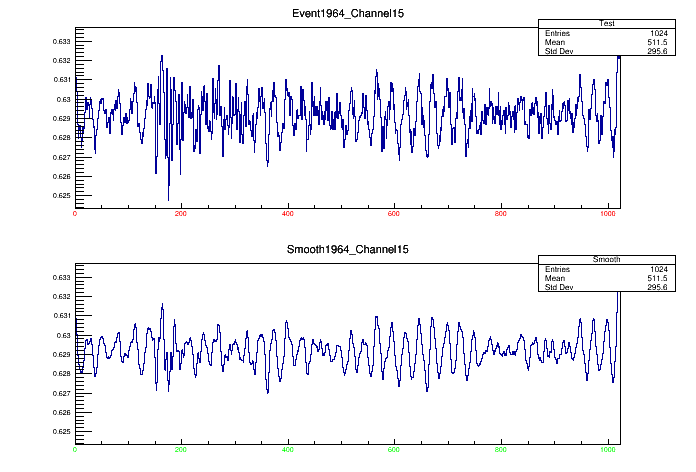 Event1964_Channel15
Test
Entries 1024
Mean 511.5
Std Dev 295.6
0.633
0.632
0.631
0.63
0.629
0.628
0.627
0.626
0.625
0 200 400 600 800 1000
Smooth1964_Channel15
Smooth
Entries 1024
Mean 511.5
Std Dev 295.6
0.633
0.632
0.631
0.63
0.629
0.628
0.627
0.626
0.625
0 200 400 600 800 1000